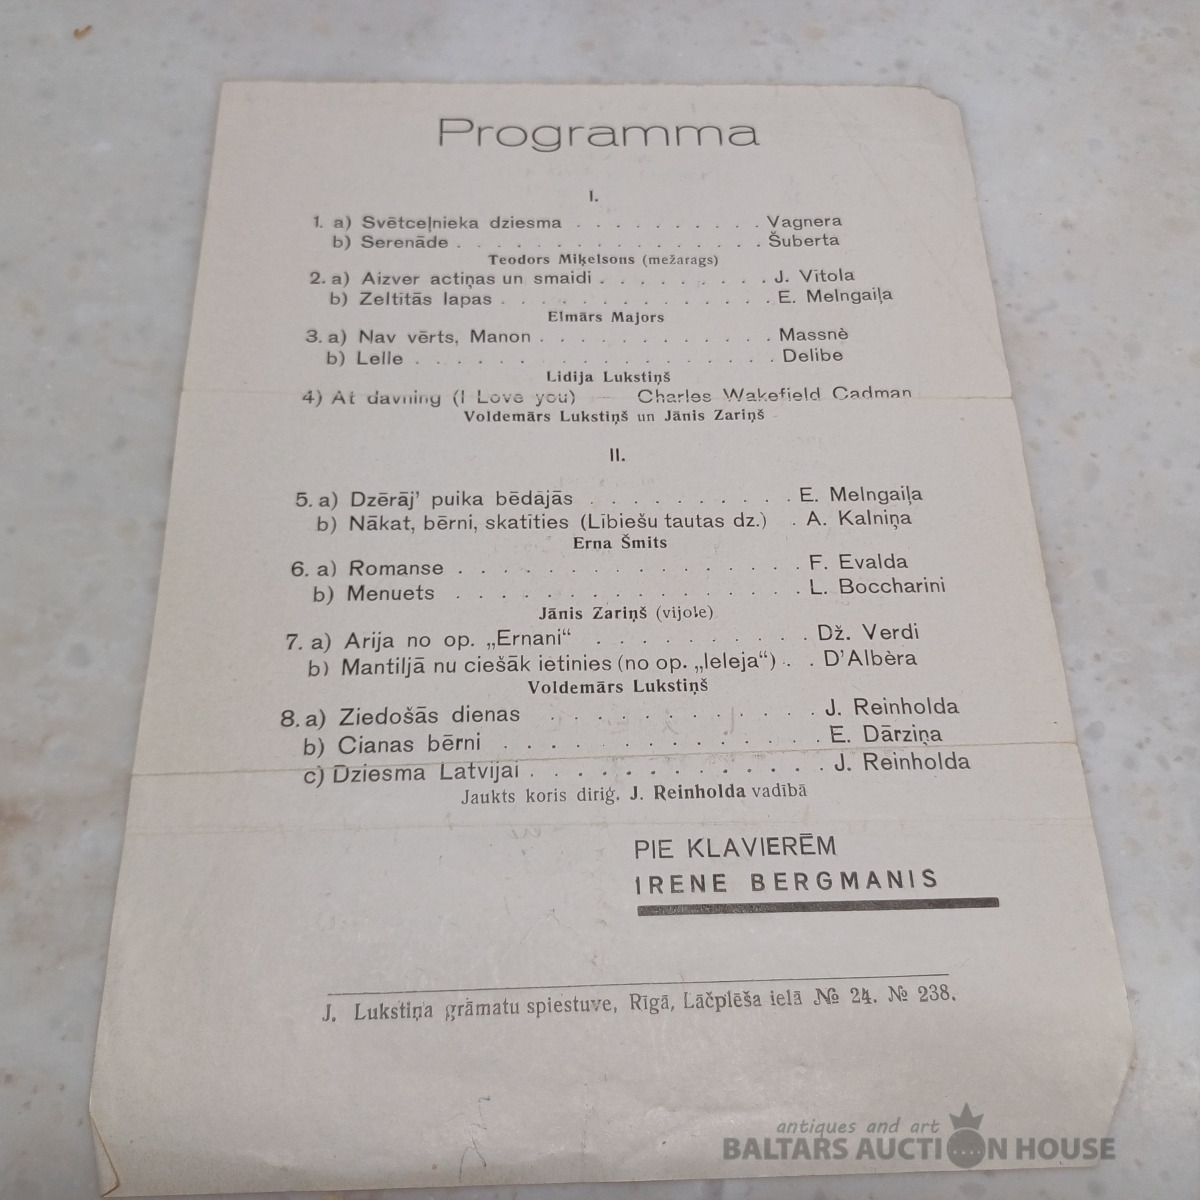 Programma
I.
1. a) Svētceļnieka dziesma . . . . . . . . . . Vagnera
b) Serenāde . . . . . . . . . . . . . . . . Šuberta
Teodors Miķelsons (mežarags)
2. a) Aizver actiņas un smaidi . . . . . . . . . J. Vītola
b) Zeltītās lapas . . . . . . . . . . . . . . E. Melngaiļa
Elmārs Majors
3. a) Nav vērts, Manon . . . . . . . . . . . . Massnè
b) Lelle . . . . . . . . . . . . . . . . . Delibe
Lidija Lukstiņš
4) At davning (I Love you) — Charles Wakefield Cadman
Voldemārs Lukstiņš un Jānis Zariņš
II.
5. a) Dzērāj' puika bēdājās . . . . . . . . . . E. Melngaiļa
b) Nākat, bērni, skatīties (Lībiešu tautas dz.) . A. Kalniņa
Erna Šmits
6. a) Romanse . . . . . . . . . . . . . . . F. Evalda
b) Menuets . . . . . . . . . . . . . . . L. Boccharini
Jānis Zariņš (vijole)
7. a) Arija no op. „Ernani“ . . . . . . . . . . Dž. Verdi
b) Mantiljā nu ciešāk ietinies (no op. „Ieleja“) . . D'Albèra
Voldemārs Lukstiņš
8. a) Ziedošās dienas . . . . . . . . . . . . J. Reinholda
b) Cianas bērni . . . . . . . . . . . . . . E. Dārziņa
c) Dziesma Latvijai . . . . . . . . . . . . . J. Reinholda
Jaukts koris diriģ. J. Reinholda vadībā
PIE KLAVIERĒM
IRENE BERGMANIS
J. Lukstiņa grāmatu spiestuve, Rīgā, Lāčplēša ielā № 24. № 238.
antiques and art
BALTARS AUCTION HOUSE